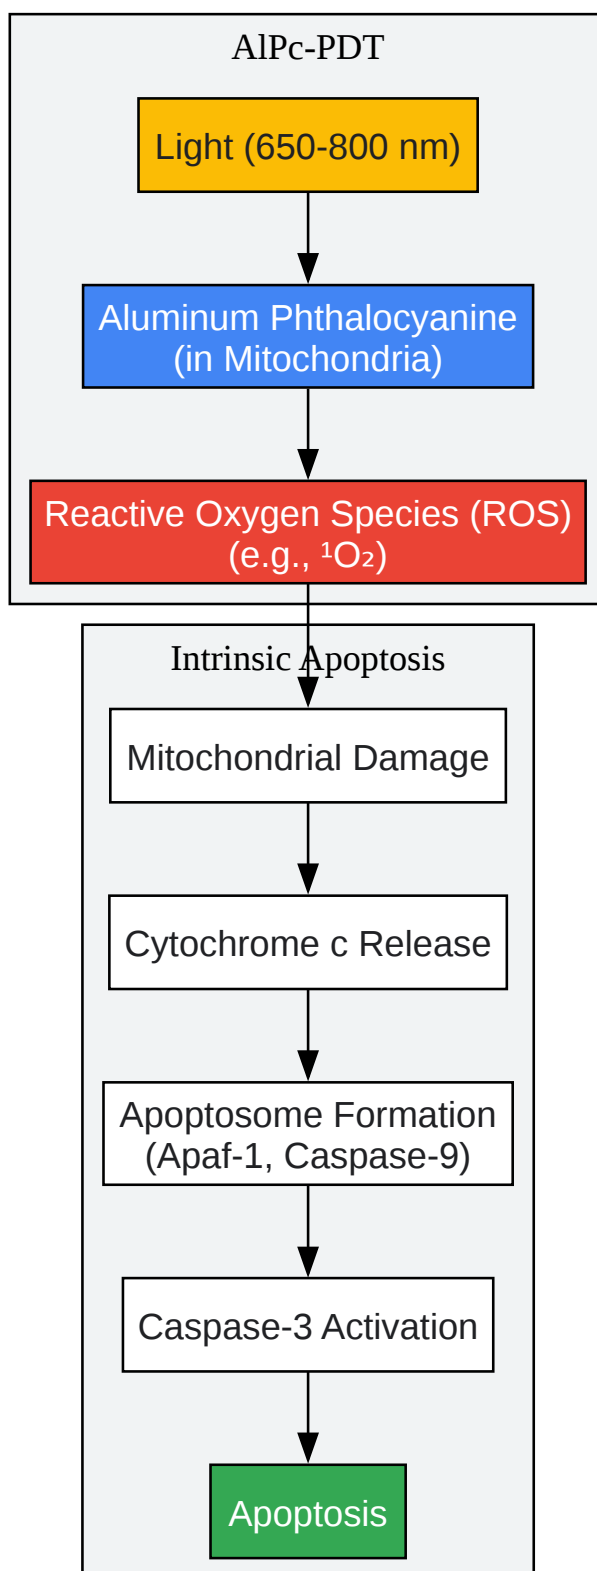 AlPc-PDT
Light (650-800 nm)
Aluminum Phthalocyanine
(in Mitochondria)
Reactive Oxygen Species (ROS)
(e.g., ¹O₂)
Intrinsic Apoptosis
Mitochondrial Damage
Cytochrome c Release
Apoptosome Formation
(Apaf-1, Caspase-9)
Caspase-3 Activation
Apoptosis